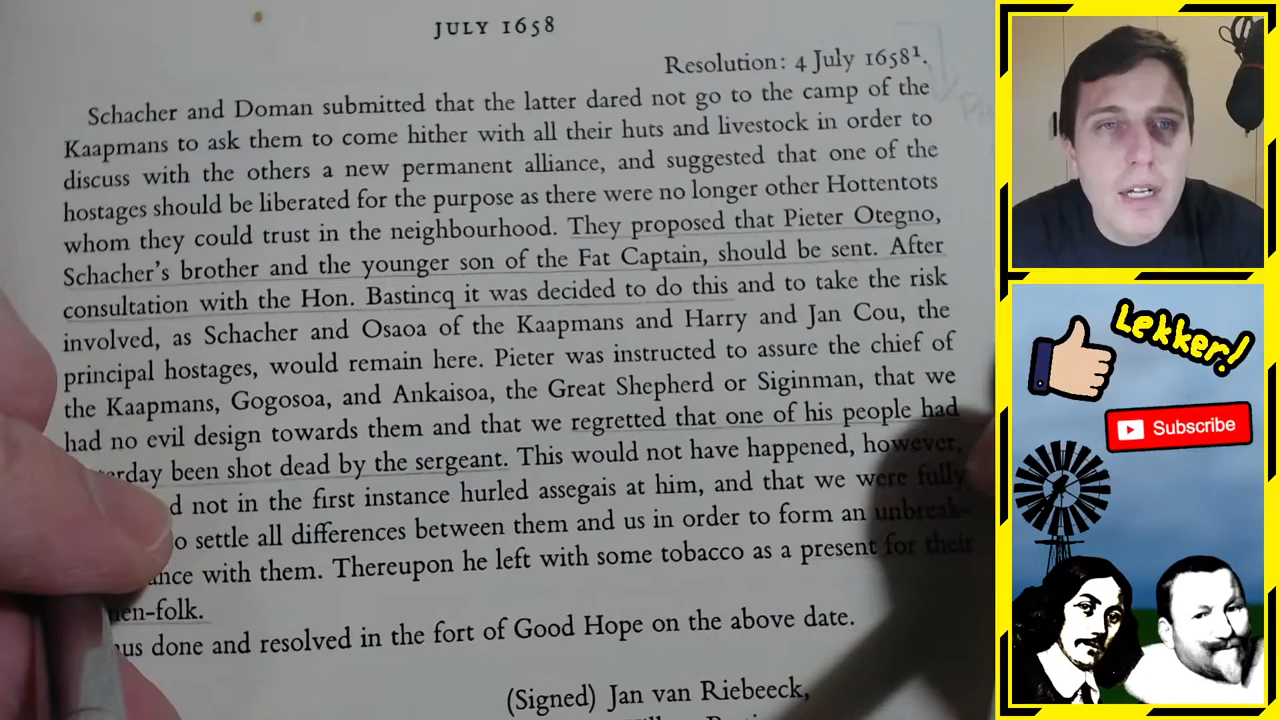 JULY 1658
Resolution: 4 July 1658¹.
Schacher and Doman submitted that the latter dared not go to the camp of the
Kaapmans to ask them to come hither with all their huts and livestock in order to
discuss with the others a new permanent alliance, and suggested that one of the
hostages should be liberated for the purpose as there were no longer other Hottentots
whom they could trust in the neighbourhood. They proposed that Pieter Otegno,
Schacher's brother and the younger son of the Fat Captain, should be sent. After
consultation with the Hon. Bastincq it was decided to do this and to take the risk
involved, as Schacher and Osaoa of the Kaapmans and Harry and Jan Cou, the
principal hostages, would remain here. Pieter was instructed to assure the chief of
the Kaapmans, Gogosoa, and Ankaisoa, the Great Shepherd or Siginman, that we
had no evil design towards them and that we regretted that one of his people had
been shot dead by the sergeant. This would not have happened, however,
not in the first instance hurled assegais at him, and that we were fully
settle all differences between them and us in order to form an unbreak-
with them. Thereupon he left with some tobacco as a present for their
done and resolved in the fort of Good Hope on the above date.
(Signed) Jan van Riebeeck,
Lekker!
Subscribe